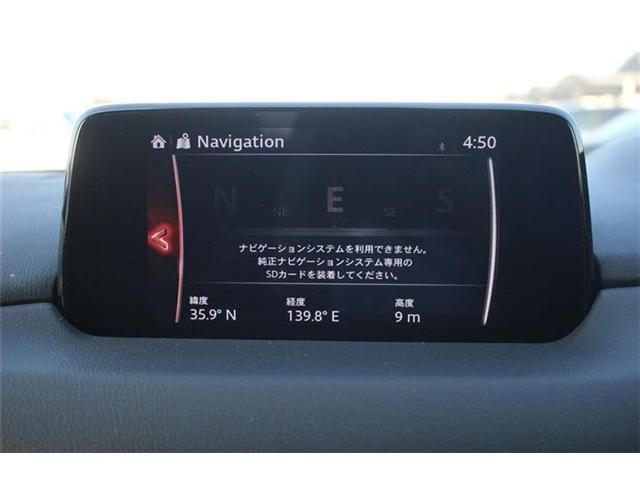 Navigation 4:50
N NE E SE S
ナビゲーションシステムを利用できません。
純正ナビゲーションシステム専用の
SDカードを装着してください。
緯度 経度 高度
35.9° N 139.8° E 9 m